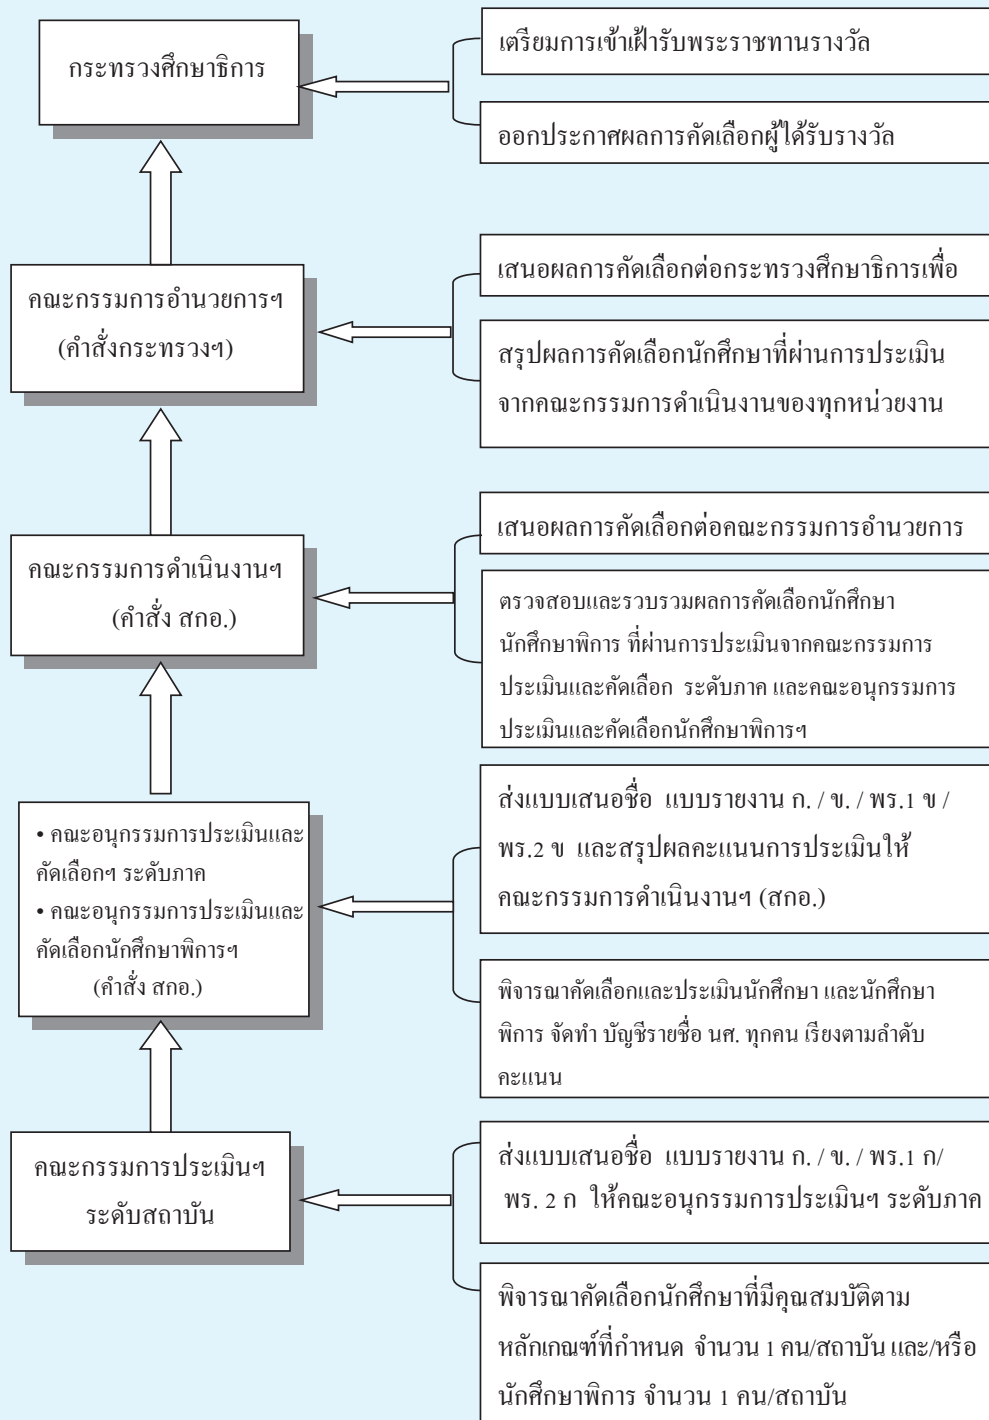 กระทรวงศึกษาธิการ
เตรียมการเข้าเฝ้ารับพระราชทานรางวัล
ออกประกาศผลการคัดเลือกผู้ได้รับรางวัล
คณะกรรมการอำนวยการฯ
(คำสั่งกระทรวงฯ)
เสนอผลการคัดเลือกต่อกระทรวงศึกษาธิการเพื่อ
สรุปผลการคัดเลือกนักศึกษาที่ผ่านการประเมิน
จากคณะกรรมการดำเนินงานของทุกหน่วยงาน
คณะกรรมการดำเนินงานฯ
(คำสั่ง สกอ.)
เสนอผลการคัดเลือกต่อคณะกรรมการอำนวยการ
ตรวจสอบและรวบรวมผลการคัดเลือกนักศึกษา
นักศึกษาพิการ ที่ผ่านการประเมินจากคณะกรรมการ
ประเมินและคัดเลือก ระดับภาค และคณะอนุกรรมการ
ประเมินและคัดเลือกนักศึกษาพิการฯ
• คณะอนุกรรมการประเมินและ
คัดเลือกฯ ระดับภาค
• คณะอนุกรรมการประเมินและ
คัดเลือกนักศึกษาพิการฯ
(คำสั่ง สกอ.)
ส่งแบบเสนอชื่อ แบบรายงาน ก. / ข. / พร.1 ข /
พร.2 ข และสรุปผลคะแนนการประเมินให้
คณะกรรมการดำเนินงานฯ (สกอ.)
พิจารณาคัดเลือกและประเมินนักศึกษา และนักศึกษา
พิการ จัดทำ บัญชีรายชื่อ นศ. ทุกคน เรียงตามลำดับ
คะแนน
คณะกรรมการประเมินฯ
ระดับสถาบัน
ส่งแบบเสนอชื่อ แบบรายงาน ก. / ข. / พร.1 ก/
พร. 2 ก ให้คณะอนุกรรมการประเมินฯ ระดับภาค
พิจารณาคัดเลือกนักศึกษาที่มีคุณสมบัติตาม
หลักเกณฑ์ที่กำหนด จำนวน 1 คน/สถาบัน และ/หรือ
นักศึกษาพิการ จำนวน 1 คน/สถาบัน